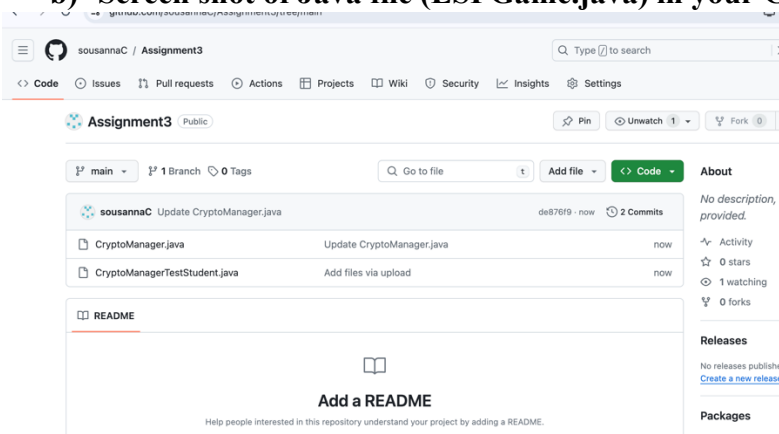 b) Screen shot of Java file (ESPGame.java) in your
github.com/sousannaC/Assignment3/tree/main
sousannaC / Assignment3
Type / to search
Code Issues Pull requests Actions Projects Wiki Security Insights Settings
Assignment3 Public
Pin Unwatch 1 Fork 0
main 1 Branch 0 Tags Go to file t Add file Code
About
No description,
provided.
sousannaC Update CryptoManager.java de876f9 · now 2 Commits
CryptoManager.java Update CryptoManager.java now
CryptoManagerTestStudent.java Add files via upload now
Activity
0 stars
1 watching
0 forks
README
Add a README
Help people interested in this repository understand your project by adding a README.
Releases
No releases publishe
Create a new release
Packages